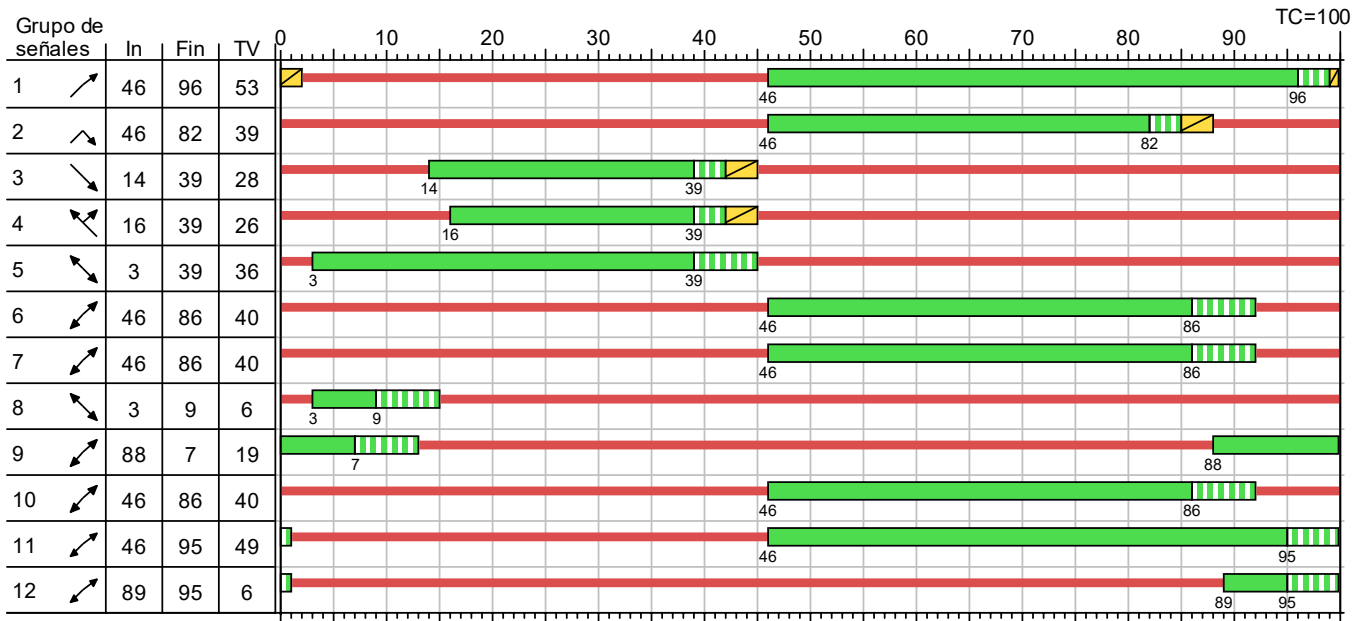 TC=100
Grupo de
señales In Fin TV 0 10 20 30 40 50 60 70 80 90
1 46 96 53
46 96
2 46 82 39
46 82
3 14 39 28
14 39
4 16 39 26
16 39
5 3 39 36
3 39
6 46 86 40
46 86
7 46 86 40
46 86
8 3 9 6
3 9
9 88 7 19
7 88
10 46 86 40
46 86
11 46 95 49
46 95
12 89 95 6
89 95